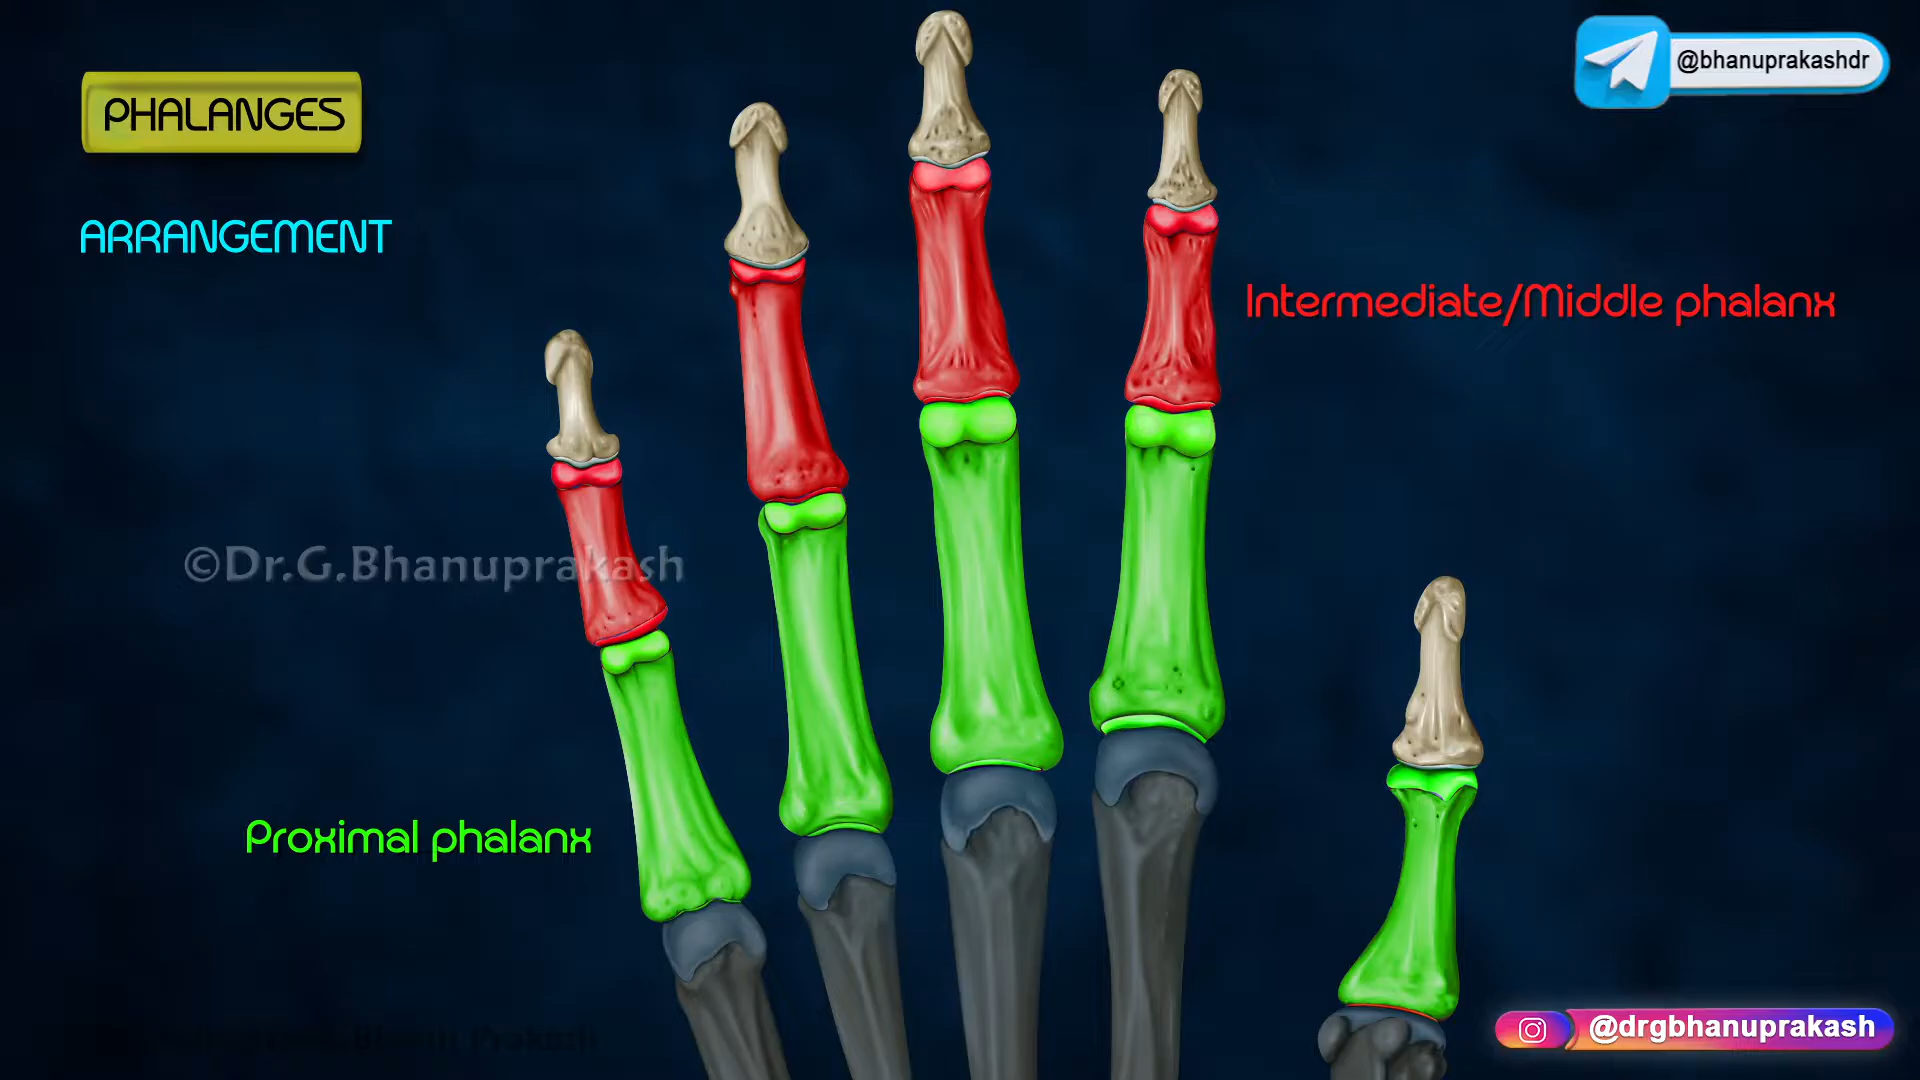 PHALANGES
@bhanuprakashdr
ARRANGEMENT
Intermediate/Middle phalanx
©Dr.G.Bhanuprakash
Proximal phalanx
@drgbhanuprakash